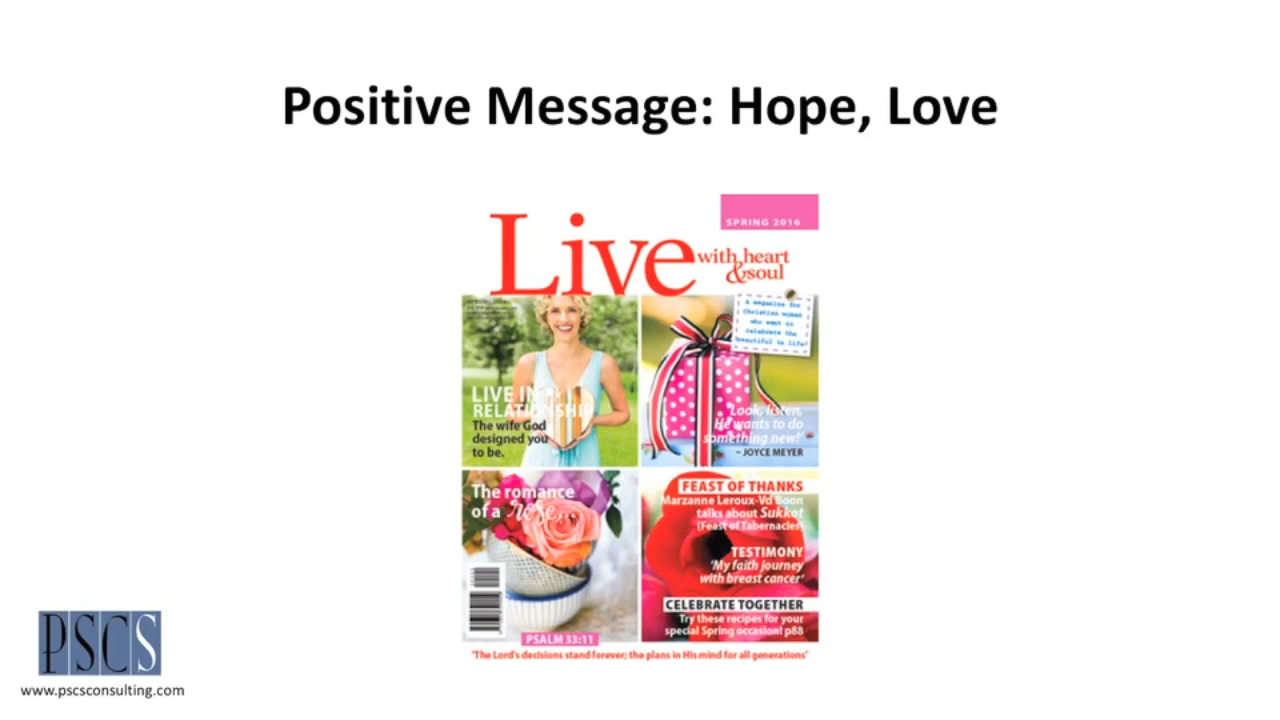 Positive Message: Hope, Love
SPRING 2016
Live
with heart
&soul
a magazine for
Christian women
who want to
celebrate the
beautiful in life
LIVE IN
RELATIONSHIP
The wife God
designed you
to be.
'Look, listen,
He wants to do
something new!'
– JOYCE MEYER
The romance
of a rose...
FEAST OF THANKS
Marzanne Leroux-Vd Boon
talks about Sukkot
(Feast of Tabernacles)
TESTIMONY
'My faith journey
with breast cancer'
CELEBRATE TOGETHER
Try these recipes for your
special Spring occasion! p88
PSALM 33:11
'The Lord's decisions stand forever; the plans in His mind for all generations'
PSCS
www.pscsconsulting.com